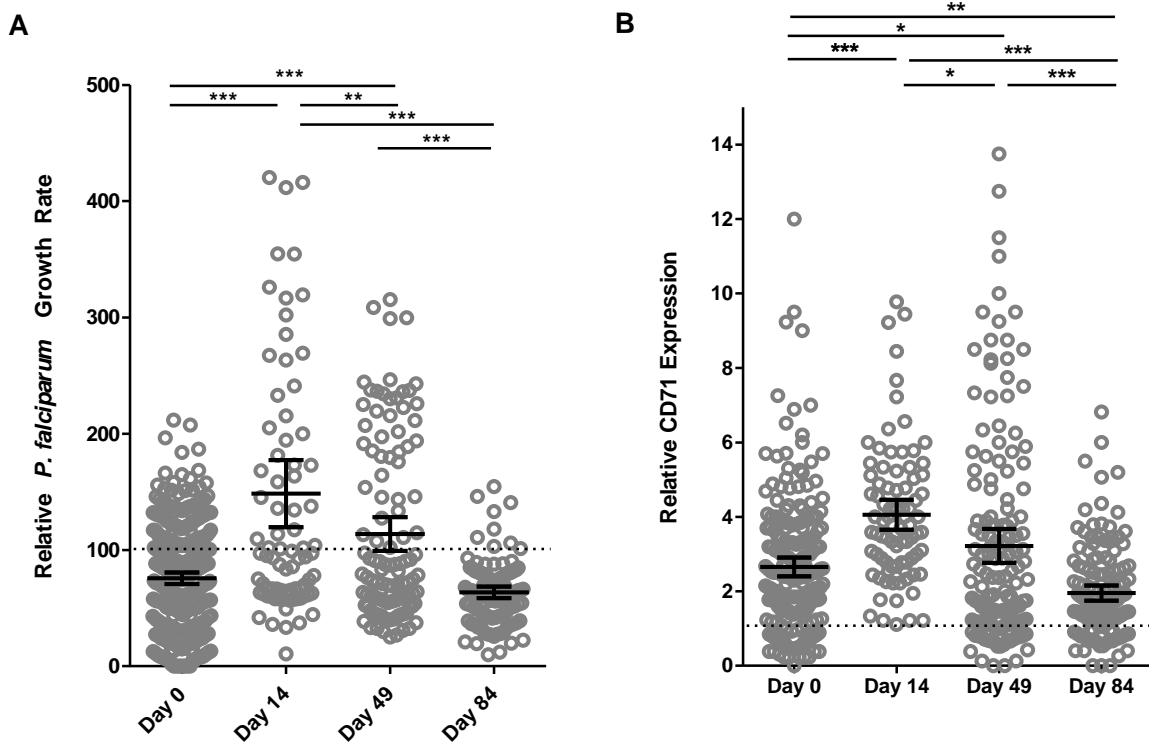 A
***
***
**
***
***
500
400
300
200
100
0
Relative P. falciparum Growth Rate
Day 0
Day 14
Day 49
Day 84
B
**
*
***
***
*
***
14
12
10
8
6
4
2
0
Relative CD71 Expression
Day 0
Day 14
Day 49
Day 84